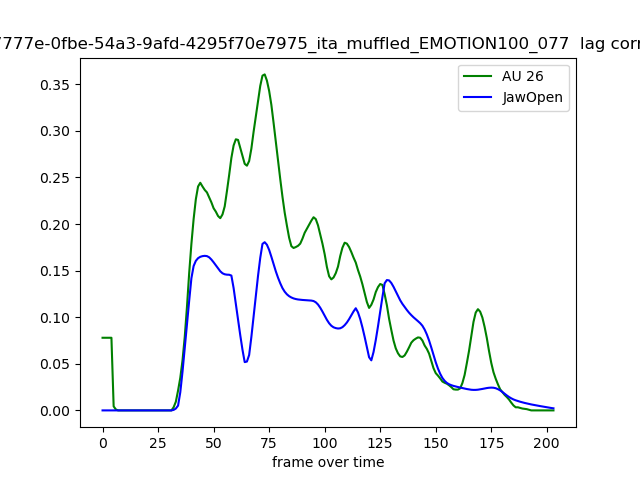 7777e-0fbe-54a3-9afd-4295f70e7975_ita_muffled_EMOTION100_077 lag corr
AU 26
JawOpen
0.35
0.30
0.25
0.20
0.15
0.10
0.05
0.00
0 25 50 75 100 125 150 175 200
frame over time